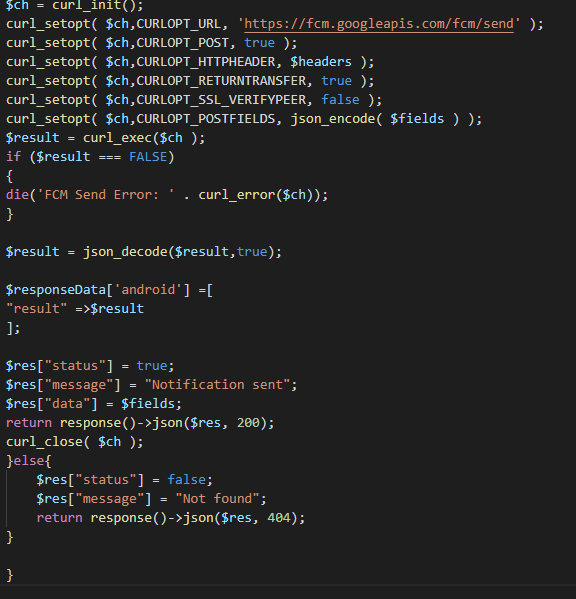 $ch = curl_init();
curl_setopt( $ch,CURLOPT_URL, 'https://fcm.googleapis.com/fcm/send' );
curl_setopt( $ch,CURLOPT_POST, true );
curl_setopt( $ch,CURLOPT_HTTPHEADER, $headers );
curl_setopt( $ch,CURLOPT_RETURNTRANSFER, true );
curl_setopt( $ch,CURLOPT_SSL_VERIFYPEER, false );
curl_setopt( $ch,CURLOPT_POSTFIELDS, json_encode( $fields ) );
$result = curl_exec($ch );
if ($result === FALSE)
{
die('FCM Send Error: ' . curl_error($ch));
}
$result = json_decode($result,true);
$responseData['android'] =[
"result" =>$result
];
$res["status"] = true;
$res["message"] = "Notification sent";
$res["data"] = $fields;
return response()->json($res, 200);
curl_close( $ch );
}else{
$res["status"] = false;
$res["message"] = "Not found";
return response()->json($res, 404);
}
}